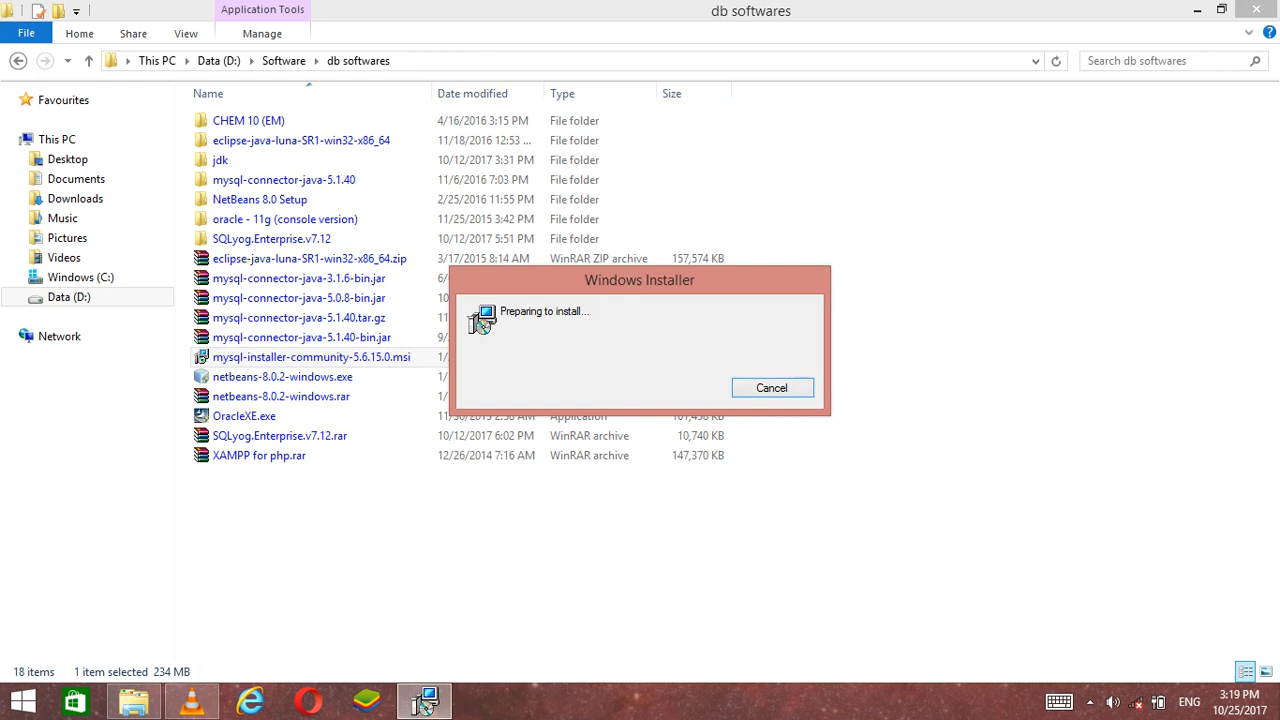 Application Tools
db softwares
File Home Share View Manage
This PC Data (D:) Software db softwares Search db softwares
Name Date modified Type Size
Favourites
This PC
Desktop
Documents
Downloads
Music
Pictures
Videos
Windows (C:)
Data (D:)
Network
CHEM 10 (EM) 4/16/2016 3:15 PM File folder
eclipse-java-luna-SR1-win32-x86_64 11/18/2016 12:53 ... File folder
jdk 10/12/2017 3:31 PM File folder
mysql-connector-java-5.1.40 11/6/2016 7:03 PM File folder
NetBeans 8.0 Setup 2/25/2016 11:55 PM File folder
oracle - 11g (console version) 11/25/2015 3:42 PM File folder
SQLyog.Enterprise.v7.12 10/12/2017 5:51 PM File folder
eclipse-java-luna-SR1-win32-x86_64.zip 3/17/2015 8:14 AM WinRAR ZIP archive 157,574 KB
mysql-connector-java-3.1.6-bin.jar
mysql-connector-java-5.0.8-bin.jar
mysql-connector-java-5.1.40.tar.gz
mysql-connector-java-5.1.40-bin.jar
mysql-installer-community-5.6.15.0.msi
netbeans-8.0.2-windows.exe
netbeans-8.0.2-windows.rar
OracleXE.exe
SQLyog.Enterprise.v7.12.rar 10/12/2017 6:02 PM WinRAR archive 10,740 KB
XAMPP for php.rar 12/26/2014 7:16 AM WinRAR archive 147,370 KB
Windows Installer
Preparing to install...
Cancel
18 items 1 item selected 234 MB
ENG
3:19 PM
10/25/2017